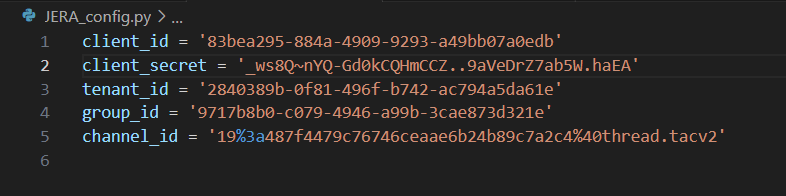 JERA_config.py > ...
1 client_id = '83bea295-884a-4909-9293-a49bb07a0edb'
2 client_secret = '_ws8Q~nYQ-Gd0kCQHmCCZ..9aVeDrZ7ab5W.haEA'
3 tenant_id = '2840389b-0f81-496f-b742-ac794a5da61e'
4 group_id = '9717b8b0-c079-4946-a99b-3cae873d321e'
5 channel_id = '19%3a487f4479c76746ceaae6b24b89c7a2c4%40thread.tacv2'
6